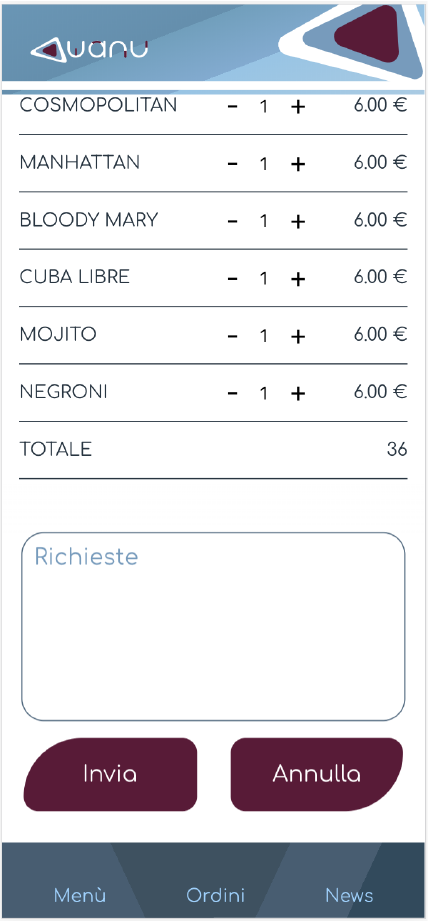 wanu
COSMOPOLITAN - 1 + 6.00 €
MANHATTAN - 1 + 6.00 €
BLOODY MARY - 1 + 6.00 €
CUBA LIBRE - 1 + 6.00 €
MOJITO - 1 + 6.00 €
NEGRONI - 1 + 6.00 €
TOTALE 36
Richieste
Invia Annulla
Menù Ordini News